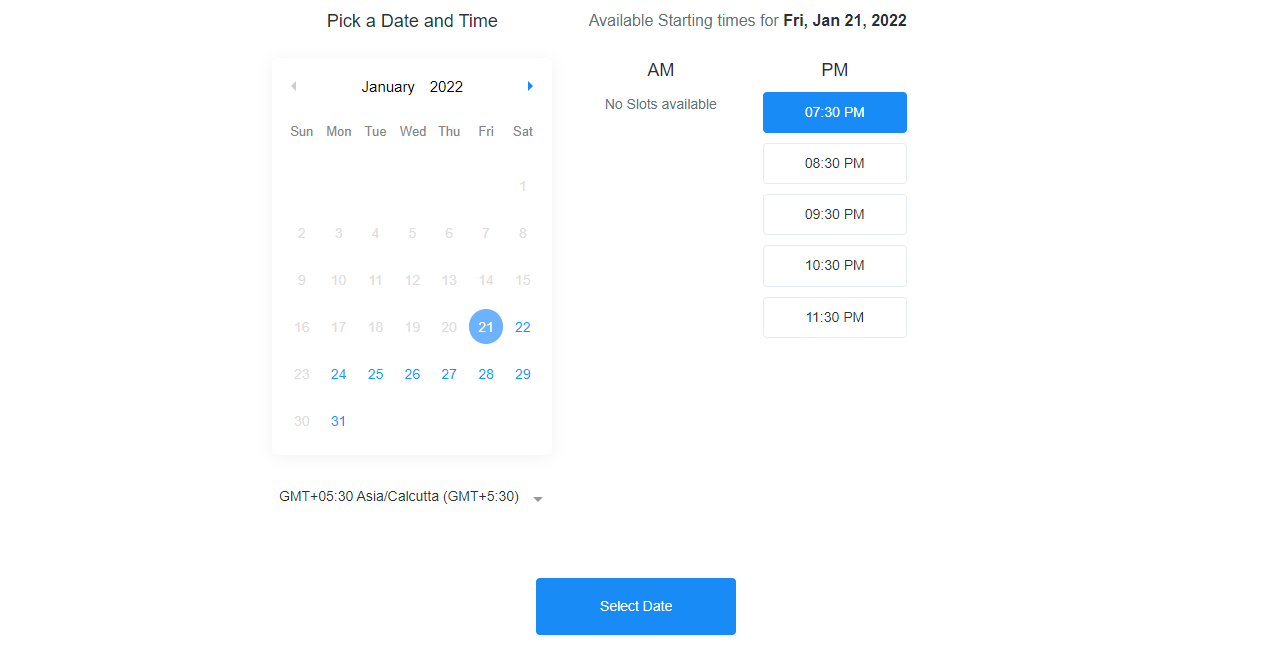 Pick a Date and Time
January 2022
Sun Mon Tue Wed Thu Fri Sat
1
2 3 4 5 6 7 8
9 10 11 12 13 14 15
16 17 18 19 20 21 22
23 24 25 26 27 28 29
30 31
GMT+05:30 Asia/Calcutta (GMT+5:30)
Available Starting times for Fri, Jan 21, 2022
AM
No Slots available
PM
07:30 PM
08:30 PM
09:30 PM
10:30 PM
11:30 PM
Select Date